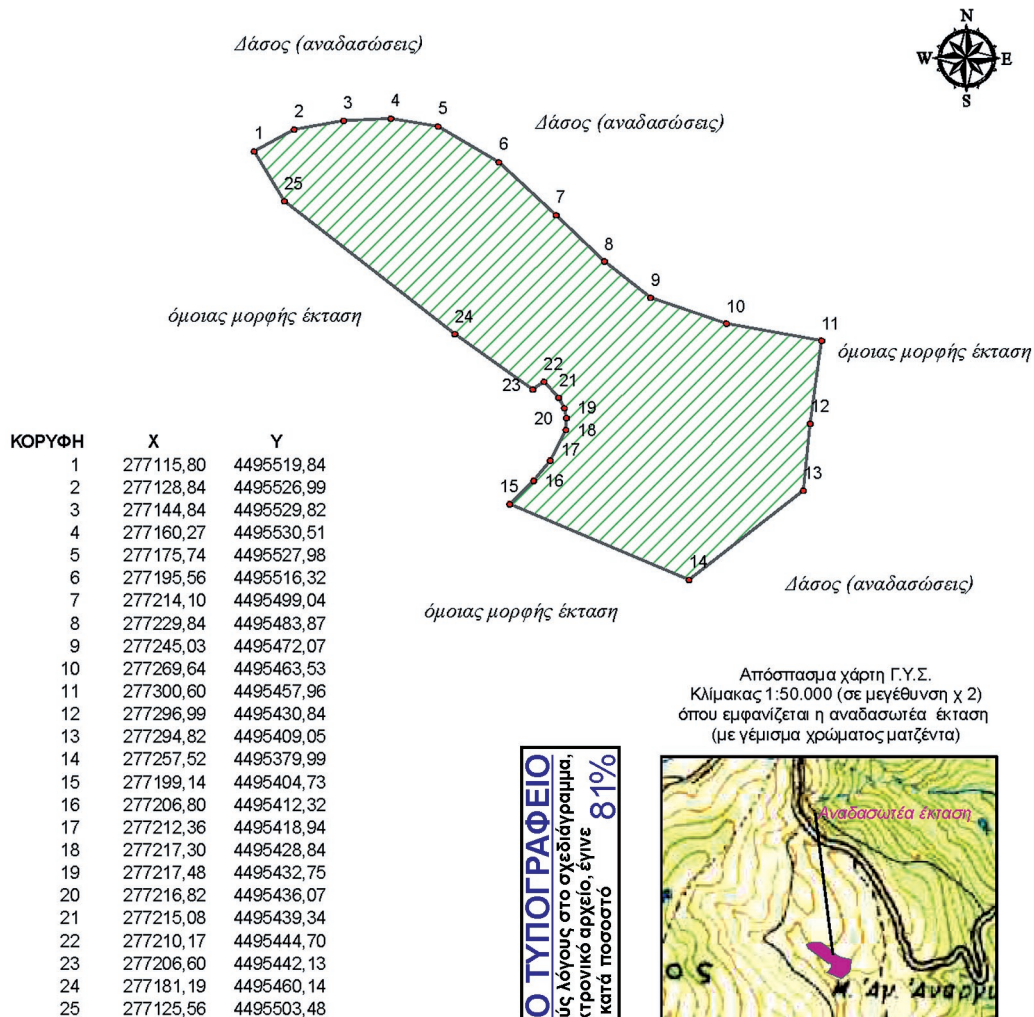 N
W E
S
Δάσος (αναδασώσεις)
Δάσος (αναδασώσεις)
1
2
3
4
5
6
7
8
9
10
11
12
13
14
15
16
17
18
19
20
21
22
23
24
25
όμοιας μορφής έκταση
όμοιας μορφής έκταση
Δάσος (αναδασώσεις)
όμοιας μορφής έκταση
ΚΟΡΥΦΗ X Y
1 277115,80 4495519,84
2 277128,84 4495526,99
3 277144,84 4495529,82
4 277160,27 4495530,51
5 277175,74 4495527,98
6 277195,56 4495516,32
7 277214,10 4495499,04
8 277229,84 4495483,87
9 277245,03 4495472,07
10 277269,64 4495463,53
11 277300,60 4495457,96
12 277296,99 4495430,84
13 277294,82 4495409,05
14 277257,52 4495379,99
15 277199,14 4495404,73
16 277206,80 4495412,32
17 277212,36 4495418,94
18 277217,30 4495428,84
19 277217,48 4495432,75
20 277216,82 4495436,07
21 277215,08 4495439,34
22 277210,17 4495444,70
23 277206,60 4495442,13
24 277181,19 4495460,14
25 277125,56 4495503,48
Ο ΤΥΠΟΓΡΑΦΕΙΟ
ύς λόγους στο σχεδιάγραμμα,
κτρονικό αρχείο, έγινε
κατά ποσοστό 81%
Απόσπασμα χάρτη Γ.Υ.Σ.
Κλίμακας 1:50.000 (σε μεγέθυνση χ 2)
όπου εμφανίζεται η αναδασωτέα έκταση
(με γέμισμα χρώματος ματζέντα)
Αναδασωτέα έκταση
ο ς
Μ. Ἁγ. Ἀναργυ